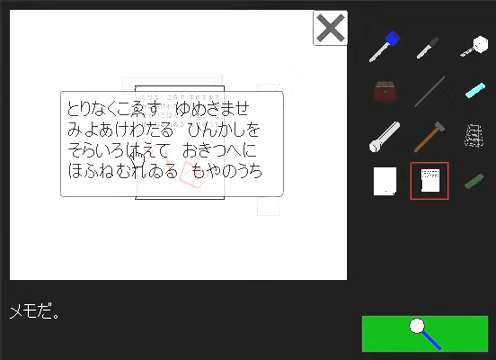 とりなくこゑす　ゆめさませ
みよあけわたる　ひんかしを
そらいろはえて　おきつへに
ほふねむれゐる　もやのうち
メモだ。